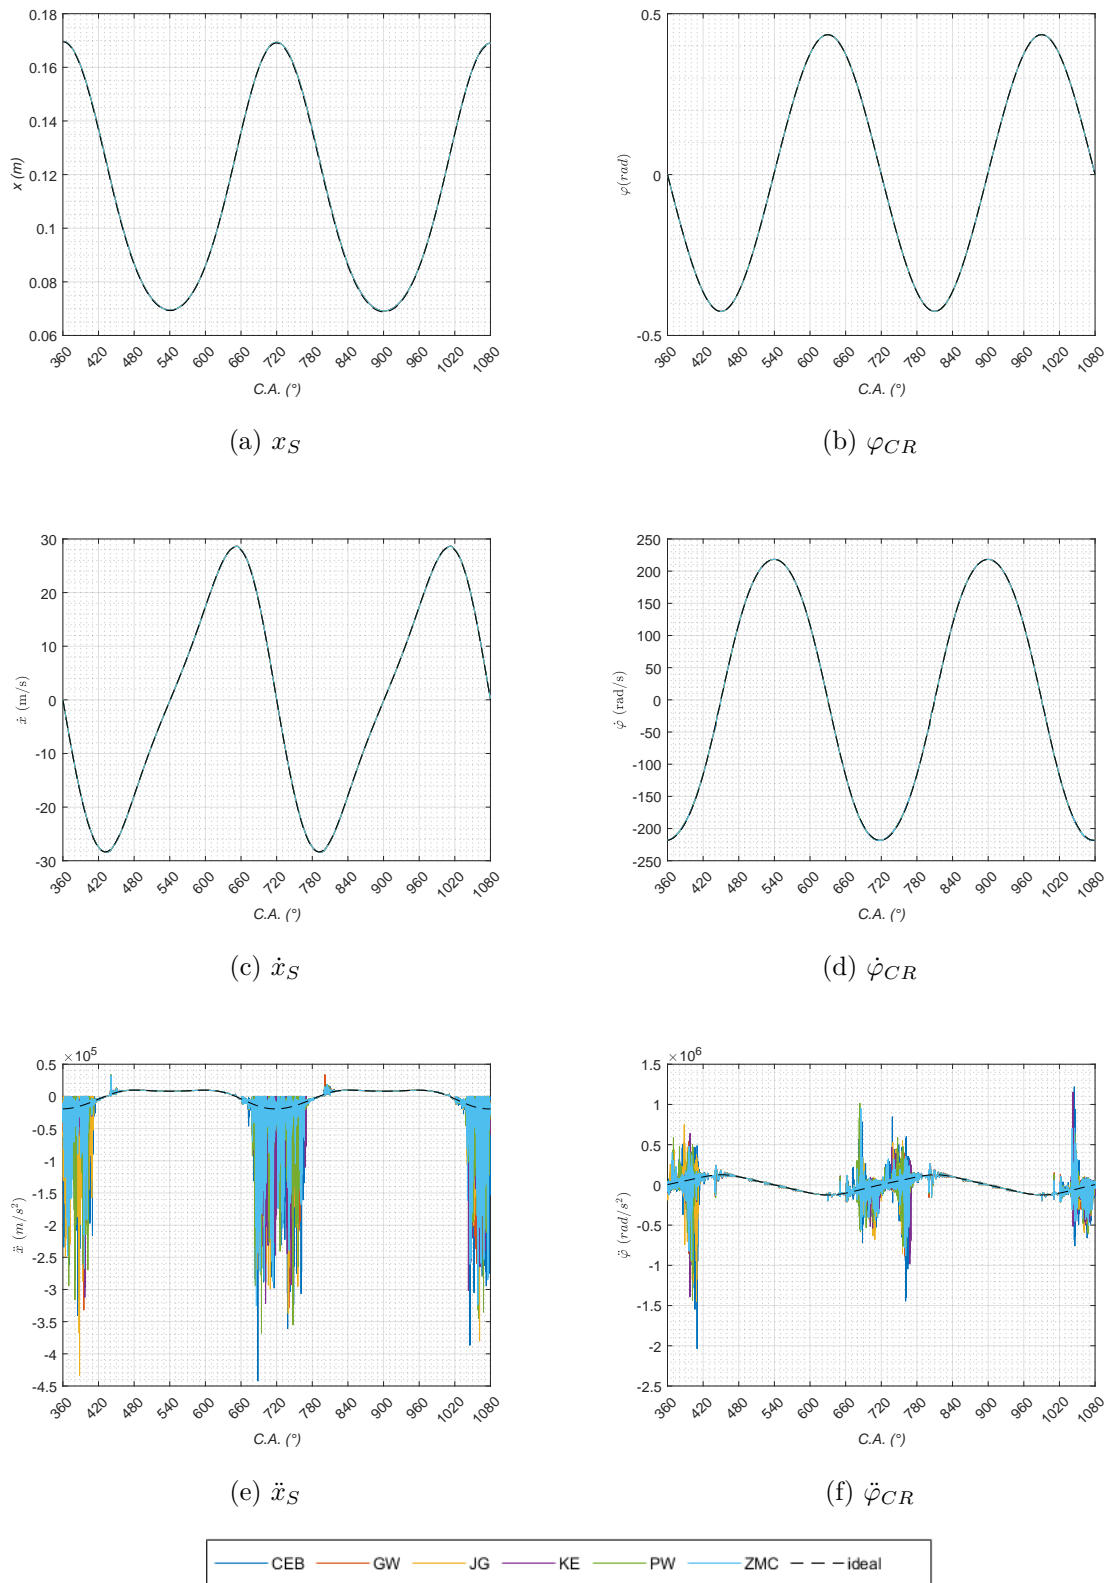 0.18
0.16
0.14
0.12
0.1
0.08
0.06
x (m)
360 420 480 540 600 660 720 780 840 900 960 1020 1080
C.A. (°)
(a) x_S
0.5
0
-0.5
φ(rad)
360 420 480 540 600 660 720 780 840 900 960 1020 1080
C.A. (°)
(b) φ_CR
30
20
10
0
-10
-20
-30
ẋ (m/s)
360 420 480 540 600 660 720 780 840 900 960 1020 1080
C.A. (°)
(c) ẋ_S
250
200
150
100
50
0
-50
-100
-150
-200
-250
φ̇ (rad/s)
360 420 480 540 600 660 720 780 840 900 960 1020 1080
C.A. (°)
(d) φ̇_CR
×10⁵
0.5
0
-0.5
-1
-1.5
-2
-2.5
-3
-3.5
-4
-4.5
ẍ (m/s²)
360 420 480 540 600 660 720 780 840 900 960 1020 1080
C.A. (°)
(e) ẍ_S
×10⁶
1.5
1
0.5
0
-0.5
-1
-1.5
-2
-2.5
φ̈ (rad/s²)
360 420 480 540 600 660 720 780 840 900 960 1020 1080
C.A. (°)
(f) φ̈_CR
CEB GW JG KE PW ZMC ideal